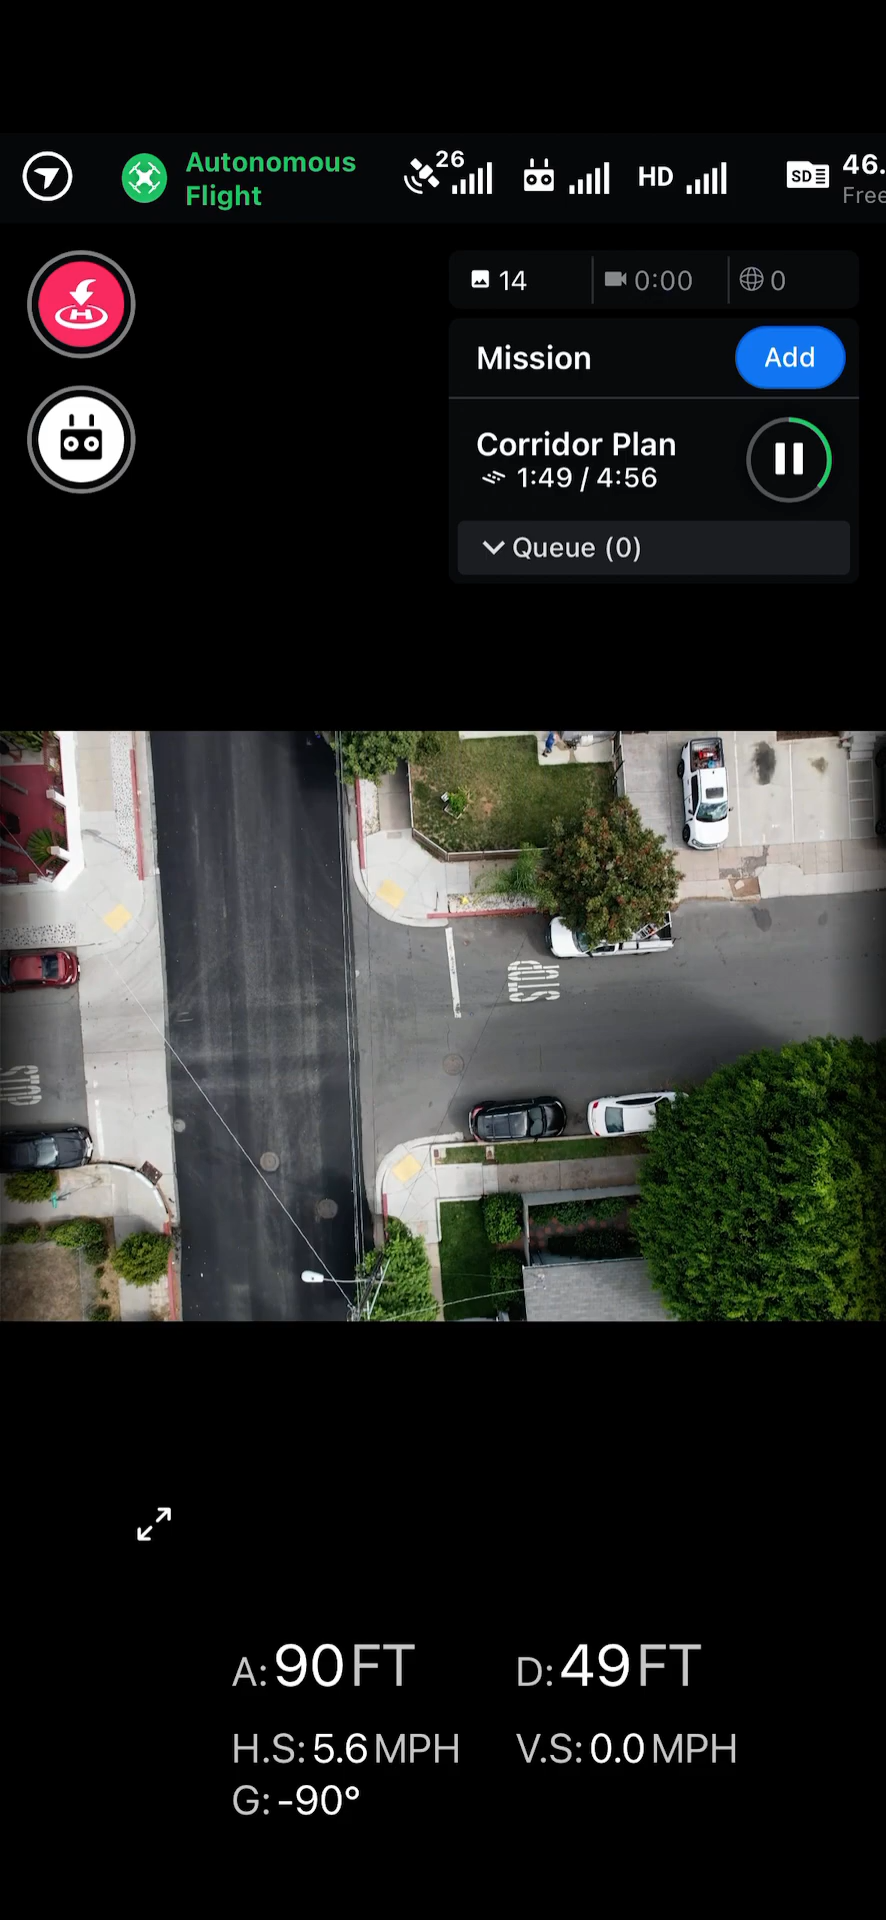 Autonomous
Flight
26
HD
SD
46.
Free
14
0:00
0
Mission
Add
Corridor Plan
1:49 / 4:56
Queue (0)
H
STOP
STOP
A: 90 FT
D: 49 FT
H.S: 5.6 MPH
V.S: 0.0 MPH
G: -90°